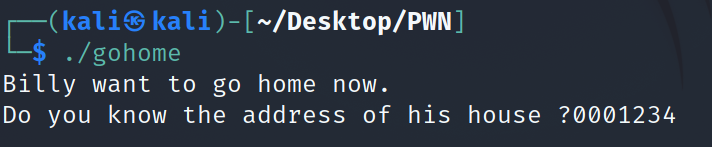 ┌──(kali㉿kali)-[~/Desktop/PWN]
└─$ ./gohome
Billy want to go home now.
Do you know the address of his house ?0001234